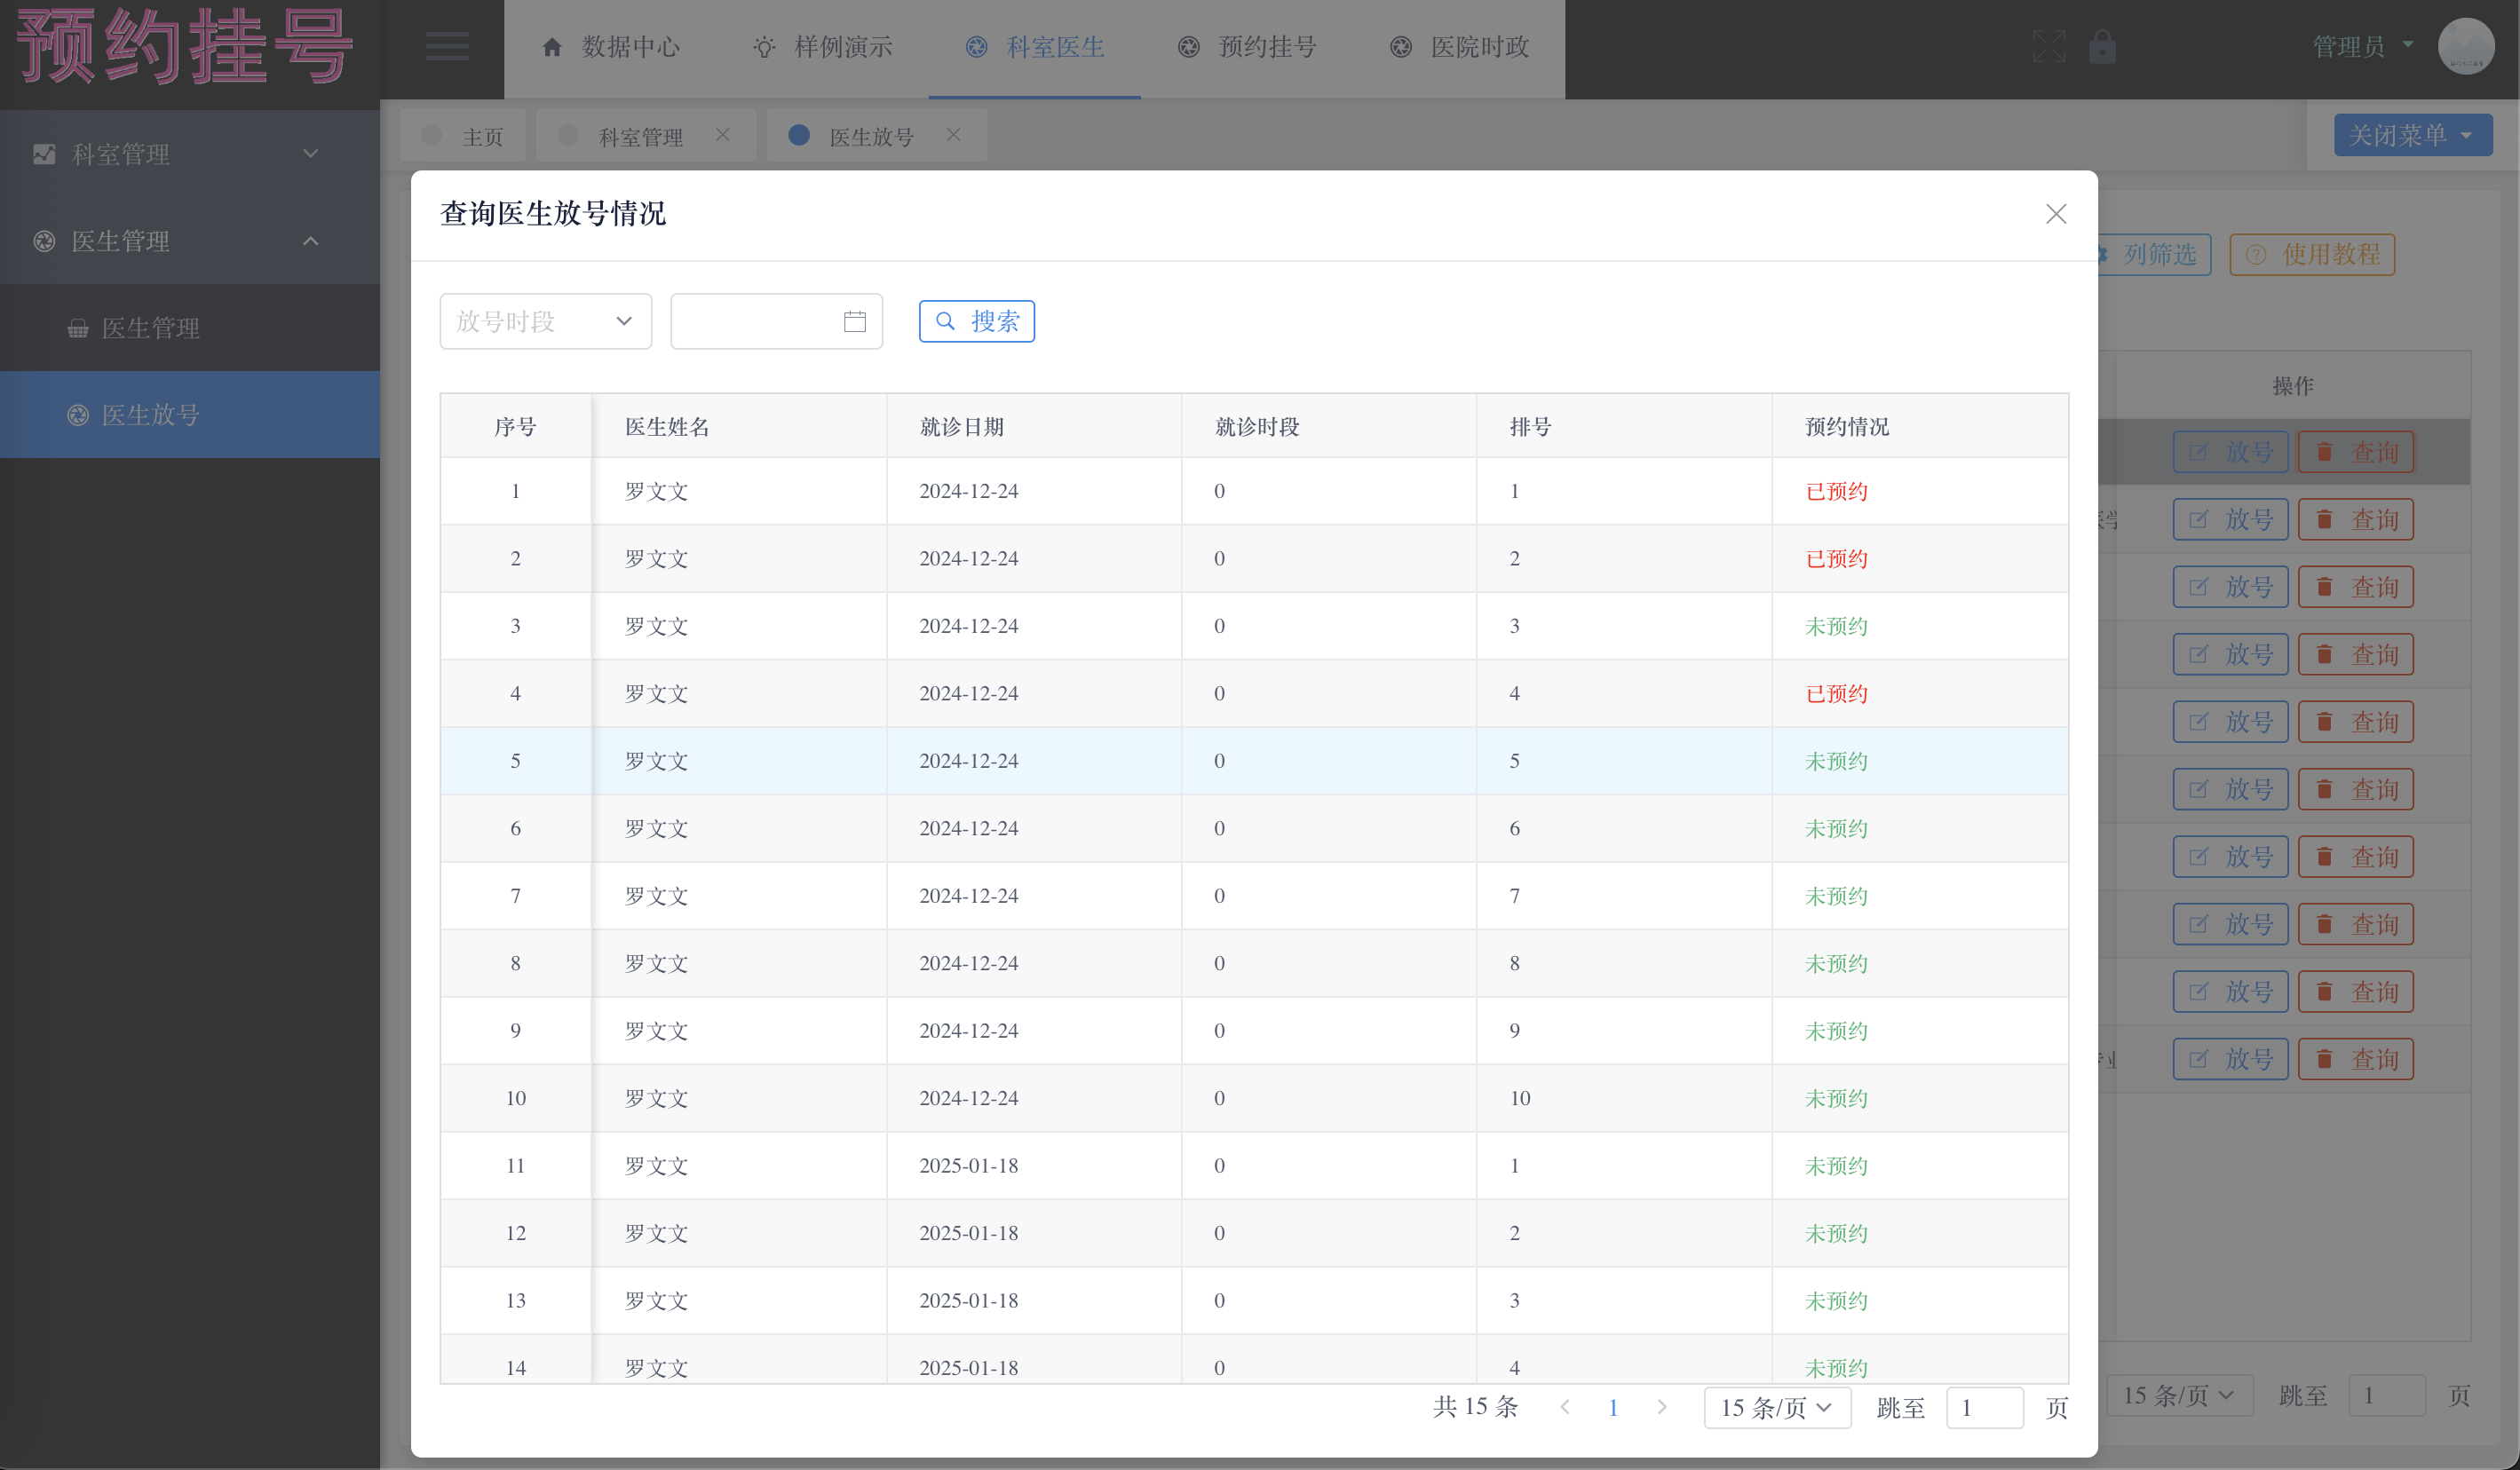 预约挂号
数据中心 样例演示 科室医生 预约挂号 医院时政 管理员
主页 科室管理 医生放号 关闭菜单
科室管理
医生管理
医生管理
医生放号
列筛选 使用教程
查询医生放号情况
放号时段 搜索
操作
序号 医生姓名 就诊日期 就诊时段 排号 预约情况
1 罗文文 2024-12-24 0 1 已预约
2 罗文文 2024-12-24 0 2 已预约
3 罗文文 2024-12-24 0 3 未预约
4 罗文文 2024-12-24 0 4 已预约
5 罗文文 2024-12-24 0 5 未预约
6 罗文文 2024-12-24 0 6 未预约
7 罗文文 2024-12-24 0 7 未预约
8 罗文文 2024-12-24 0 8 未预约
9 罗文文 2024-12-24 0 9 未预约
10 罗文文 2024-12-24 0 10 未预约
11 罗文文 2025-01-18 0 1 未预约
12 罗文文 2025-01-18 0 2 未预约
13 罗文文 2025-01-18 0 3 未预约
14 罗文文 2025-01-18 0 4 未预约
共 15 条 1 15 条/页 跳至 1 页
放号 查询
放号 查询
放号 查询
放号 查询
放号 查询
放号 查询
放号 查询
放号 查询
放号 查询
放号 查询
15 条/页 跳至 1 页